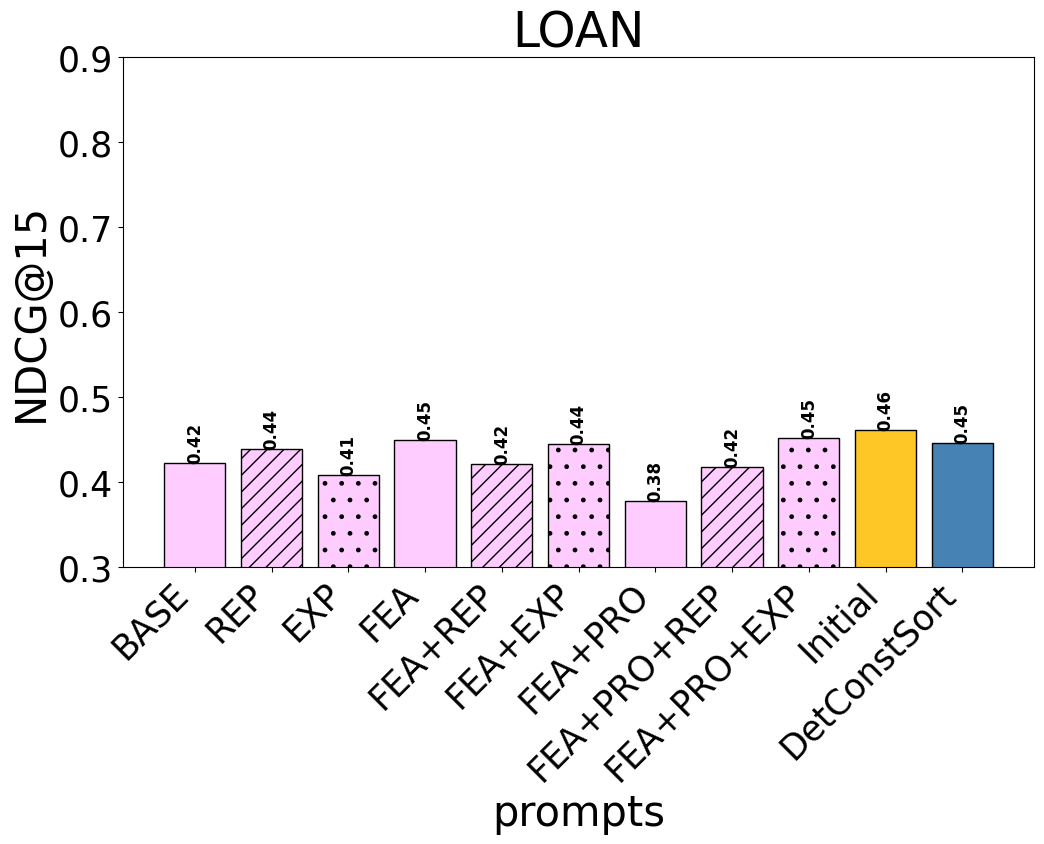 LOAN
NDCG@15
0.9
0.8
0.7
0.6
0.5
0.4
0.3
0.42
0.44
0.41
0.45
0.42
0.44
0.38
0.42
0.45
0.46
0.45
BASE
REP
EXP
FEA
FEA+REP
FEA+EXP
FEA+PRO
FEA+PRO+REP
FEA+PRO+EXP
Initial
DetConstSort
prompts